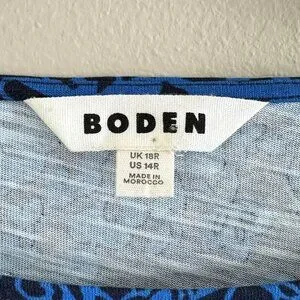 BODEN
UK 18R
US 14R
MADE IN
MOROCCO